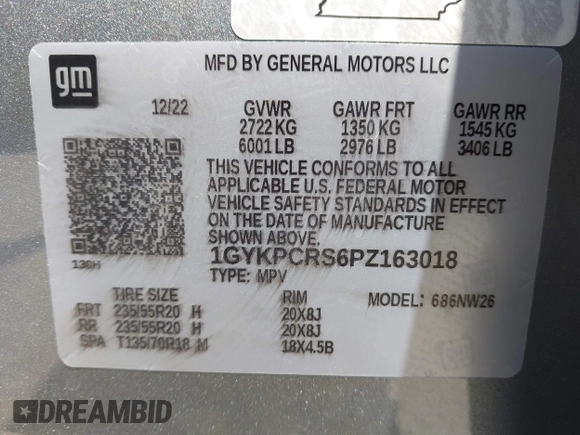 gm
MFD BY GENERAL MOTORS LLC
12/22 GVWR GAWR FRT GAWR RR
2722 KG 1350 KG 1545 KG
6001 LB 2976 LB 3406 LB
THIS VEHICLE CONFORMS TO ALL
APPLICABLE U.S. FEDERAL MOTOR
VEHICLE SAFETY STANDARDS IN EFFECT
ON THE DATE OF MANUFACTURE
SHOWN ABOVE.
130H 1GYKPCRS6PZ163018
TYPE: MPV
TIRE SIZE RIM MODEL: 686NW26
FRT 235/55R20 H 20X8J
RR 235/55R20 H 20X8J
SPA T135/70R18 M 18X4.5B
DREAMBID